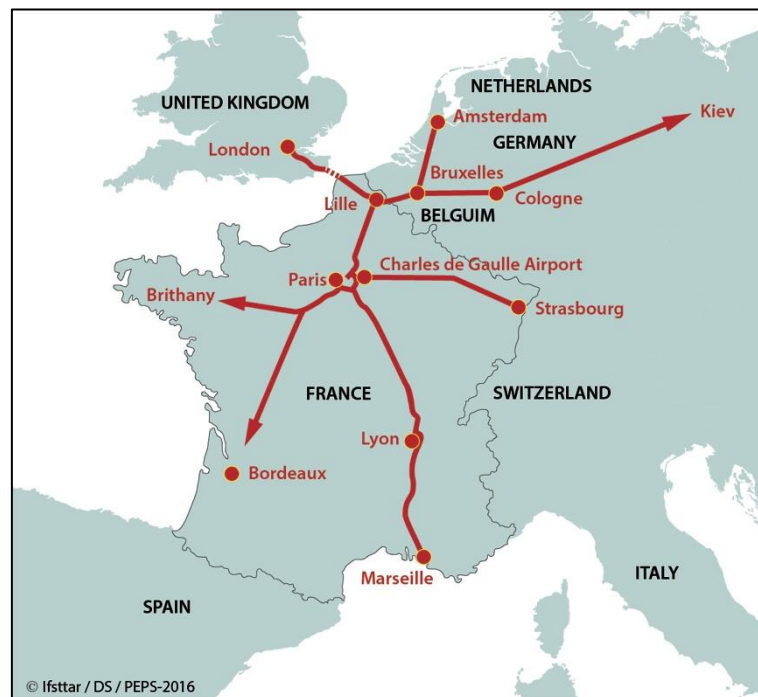 NETHERLANDS
UNITED KINGDOM
Amsterdam
Kiev
GERMANY
London
Bruxelles
Lille
Cologne
BELGUIM
Charles de Gaulle Airport
Paris
Brithany
Strasbourg
FRANCE
SWITZERLAND
Lyon
Bordeaux
Marseille
ITALY
SPAIN
© Ifsttar / DS / PEPS-2016